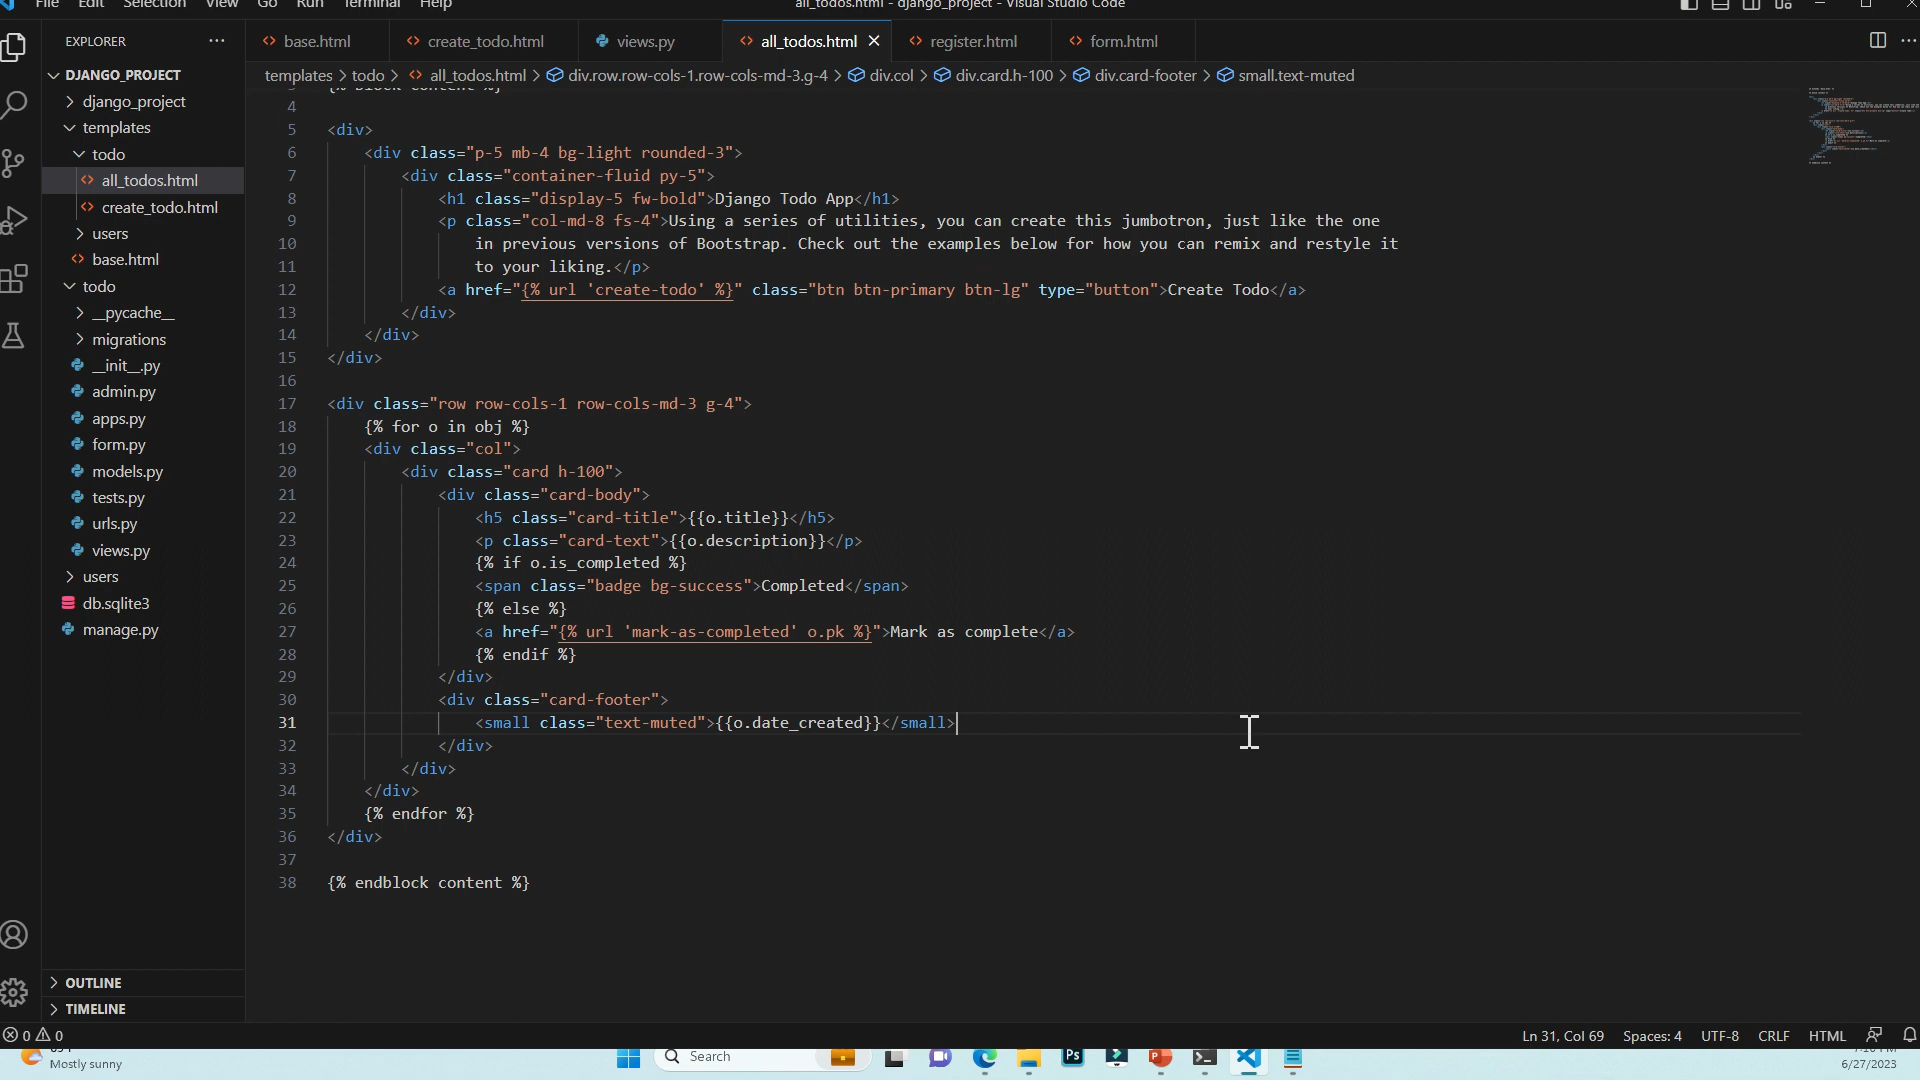 File Edit Selection View Go Run Terminal Help
all_todos.html - django_project - Visual Studio Code
EXPLORER
base.html
create_todo.html
views.py
all_todos.html
register.html
form.html
templates > todo > all_todos.html > div.row.row-cols-1.row-cols-md-3.g-4 > div.col > div.card.h-100 > div.card-footer > small.text-muted
DJANGO_PROJECT
django_project
templates
todo
all_todos.html
create_todo.html
users
base.html
todo
__pycache__
migrations
__init__.py
admin.py
apps.py
form.py
models.py
tests.py
urls.py
views.py
users
db.sqlite3
manage.py
OUTLINE
TIMELINE
3 {% block content %}
4
5 <div>
6 <div class="p-5 mb-4 bg-light rounded-3">
7 <div class="container-fluid py-5">
8 <h1 class="display-5 fw-bold">Django Todo App</h1>
9 <p class="col-md-8 fs-4">Using a series of utilities, you can create this jumbotron, just like the one
10 in previous versions of Bootstrap. Check out the examples below for how you can remix and restyle it
11 to your liking.</p>
12 <a href="{% url 'create-todo' %}" class="btn btn-primary btn-lg" type="button">Create Todo</a>
13 </div>
14 </div>
15 </div>
16
17 <div class="row row-cols-1 row-cols-md-3 g-4">
18 {% for o in obj %}
19 <div class="col">
20 <div class="card h-100">
21 <div class="card-body">
22 <h5 class="card-title">{{o.title}}</h5>
23 <p class="card-text">{{o.description}}</p>
24 {% if o.is_completed %}
25 <span class="badge bg-success">Completed</span>
26 {% else %}
27 <a href="{% url 'mark-as-completed' o.pk %}">Mark as complete</a>
28 {% endif %}
29 </div>
30 <div class="card-footer">
31 <small class="text-muted">{{o.date_created}}</small>
32 </div>
33 </div>
34 </div>
35 {% endfor %}
36 </div>
37
38 {% endblock content %}
0 0
Ln 31, Col 69 Spaces: 4 UTF-8 CRLF HTML
Mostly sunny
Search
Ps
6/27/2023